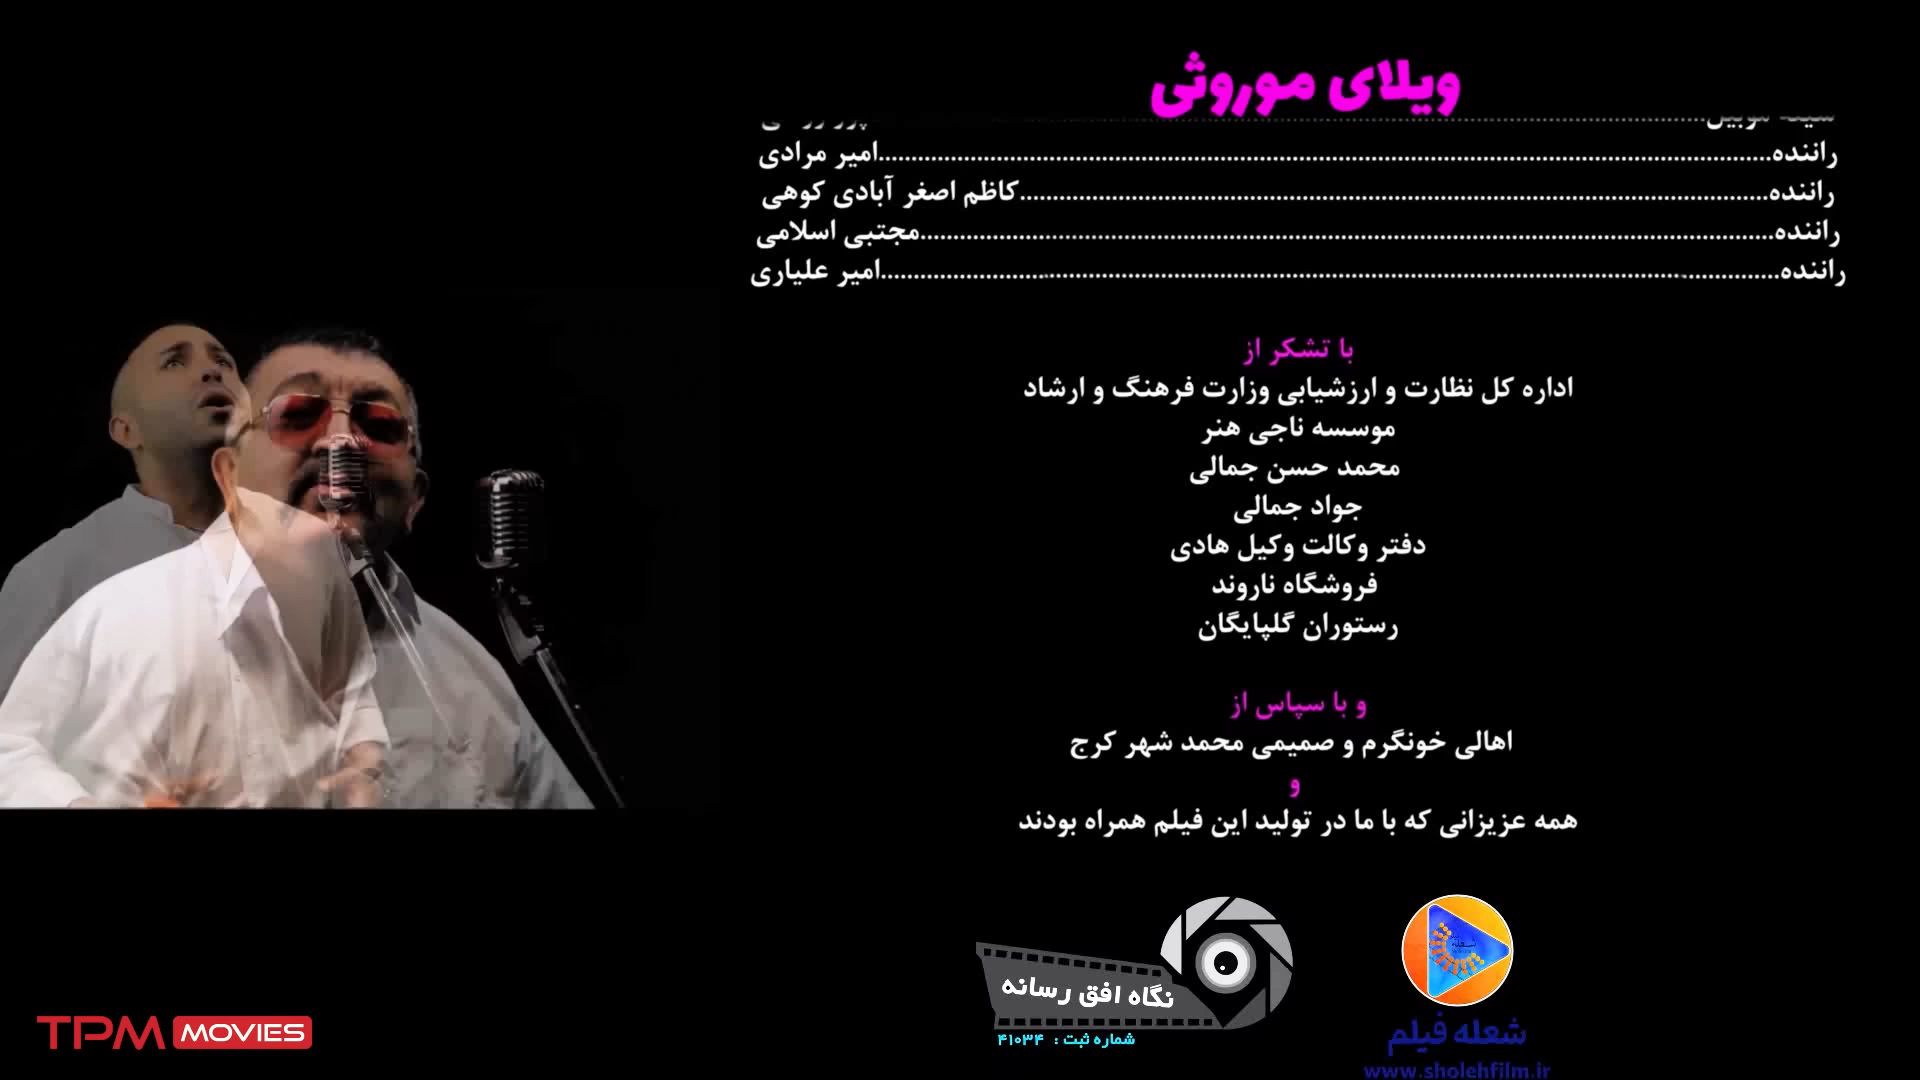 ویلای موروثی
راننده....................امیر مرادی
راننده....................کاظم اصغر آبادی کوهی
راننده....................مجتبی اسلامی
راننده....................امیر علیاری
با تشکر از
اداره کل نظارت و ارزشیابی وزارت فرهنگ و ارشاد
موسسه ناجی هنر
محمد حسن جمالی
جواد جمالی
دفتر وکالت وکیل هادی
فروشگاه ناروند
رستوران گلپایگان
و با سپاس از
اهالی خونگرم و صمیمی محمد شهر کرج
و
همه عزیزانی که با ما در تولید این فیلم همراه بودند
نگاه افق رسانه
شماره ثبت : ۴۱۰۳۴
شعله
شعله فیلم
www.sholehfilm.ir
TPM MOVIES